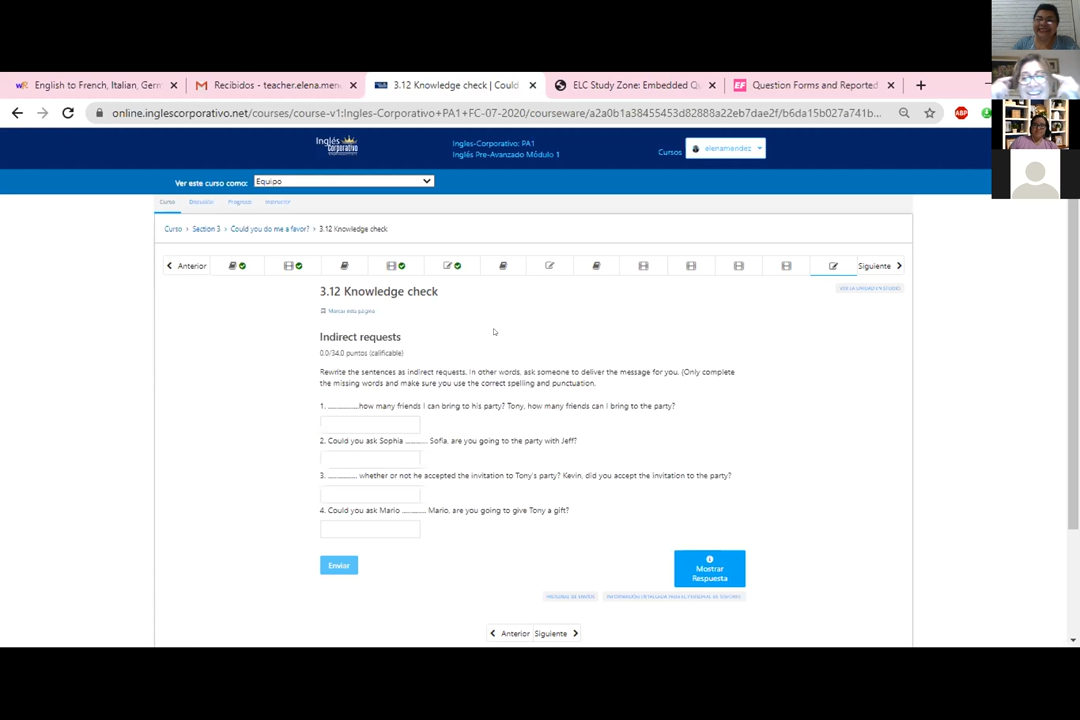 English to French, Italian, Germ
Recibidos - teacher.elena.men
3.12 Knowledge check | Could
ELC Study Zone: Embedded Q
Question Forms and Reported
online.inglescorporativo.net/courses/course-v1:Ingles-Corporativo+PA1+FC-07-2020/courseware/a2a0b1a38455453d82888a22eb7dae2f/b6da15b027a741b...
ABP
Inglés
corporativo
Ingles-Corporativo: PA1
Inglés Pre-Avanzado Módulo 1
Cursos
elenamendez
Ver este curso como:
Equipo
Curso
Discusión
Progreso
Instructor
Curso > Section 3 > Could you do me a favor? > 3.12 Knowledge check
Anterior
Siguiente
3.12 Knowledge check
VER LA UNIDAD EN STUDIO
Marcar esta página
Indirect requests
0.0/34.0 puntos (calificable)
Rewrite the sentences as indirect requests. In other words, ask someone to deliver the message for you. (Only complete
the missing words and make sure you use the correct spelling and punctuation.
1. ................how many friends I can bring to his party? Tony, how many friends can I bring to the party?
2. Could you ask Sophia ............ Sofia, are you going to the party with Jeff?
3. ............... whether or not he accepted the invitation to Tony's party? Kevin, did you accept the invitation to the party?
4. Could you ask Mario ............. Mario, are you going to give Tony a gift?
Enviar
Mostrar
Respuesta
Anterior
Siguiente